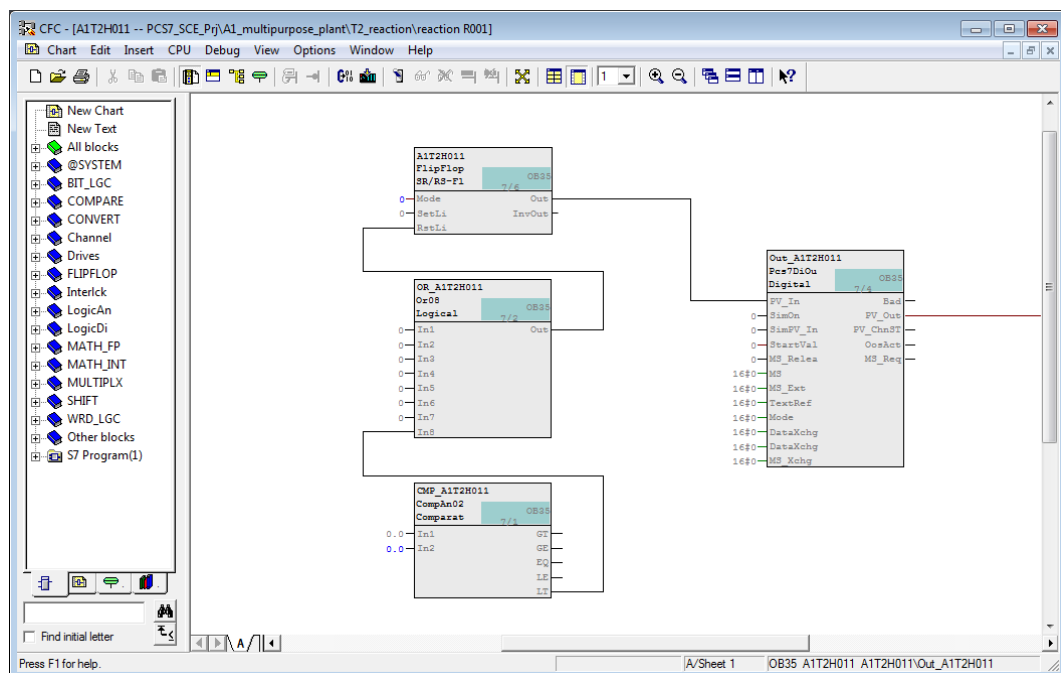 CFC - [A1T2H011 -- PCS7_SCE_Prj\A1_multipurpose_plant\T2_reaction\reaction R001]
Chart Edit Insert CPU Debug View Options Window Help
1
New Chart
New Text
All blocks
@SYSTEM
BIT_LGC
COMPARE
CONVERT
Channel
Drives
FLIPFLOP
Interlck
LogicAn
LogicDi
MATH_FP
MATH_INT
MULTIPLX
SHIFT
WRD_LGC
Other blocks
S7 Program(1)
Find initial letter
A1T2H011
FlipFlop
SR/RS-Fl
OB35
7/6
0 Mode Out
0 SetLi InvOut
RstLi
OR_A1T2H011
Or08
Logical
OB35
7/2
0 In1 Out
0 In2
0 In3
0 In4
0 In5
0 In6
0 In7
In8
CMP_A1T2H011
CompAn02
Comparat
OB35
7/1
0.0 In1 GT
0.0 In2 GE
EQ
LE
LT
Out_A1T2H011
Pcs7DiOu
Digital
OB35
7/4
PV_In Bad
0 SimOn PV_Out
0 SimPV_In PV_ChnST
0 StartVal OosAct
0 MS_Relea MS_Req
16#0 MS
16#0 MS_Ext
16#0 TextRef
16#0 Mode
16#0 DataXchg
16#0 DataXchg
16#0 MS_Xchg
A
Press F1 for help.
A/Sheet 1
OB35 A1T2H011 A1T2H011\Out_A1T2H011